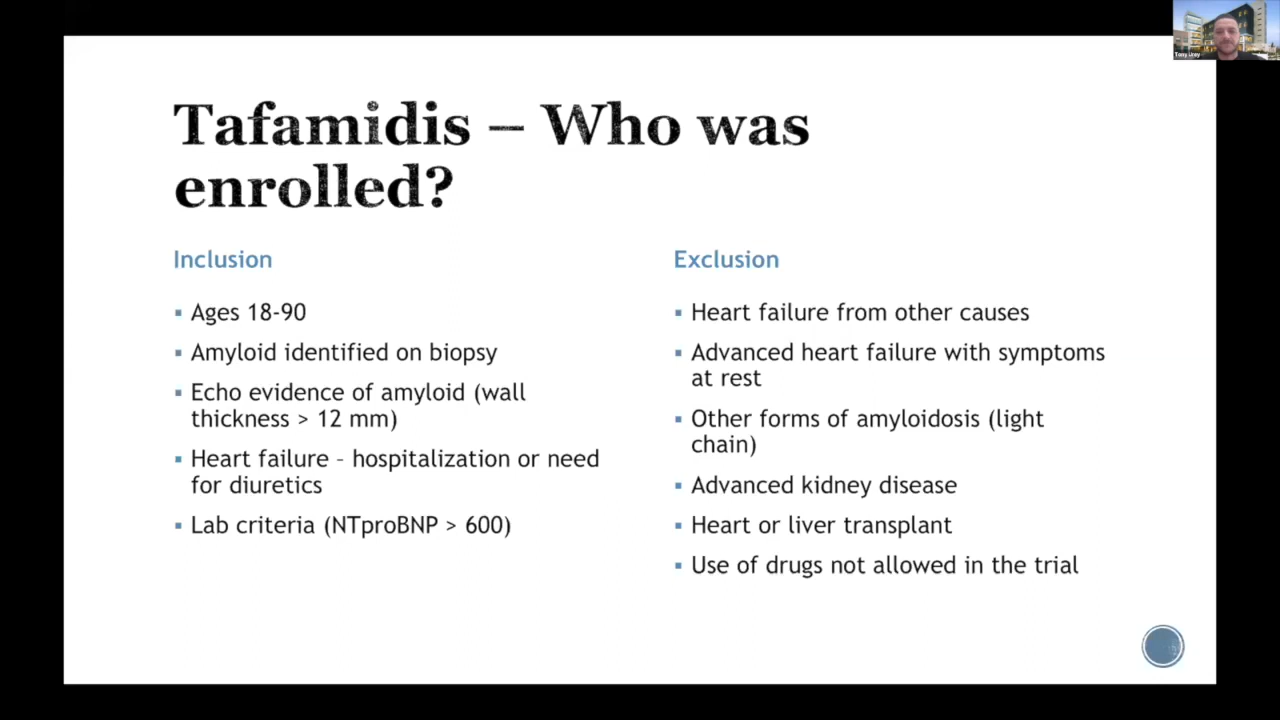 Tafamidis – Who was
enrolled?
Inclusion
▪ Ages 18-90
▪ Amyloid identified on biopsy
▪ Echo evidence of amyloid (wall
thickness > 12 mm)
▪ Heart failure – hospitalization or need
for diuretics
▪ Lab criteria (NTproBNP > 600)
Exclusion
▪ Heart failure from other causes
▪ Advanced heart failure with symptoms
at rest
▪ Other forms of amyloidosis (light
chain)
▪ Advanced kidney disease
▪ Heart or liver transplant
▪ Use of drugs not allowed in the trial